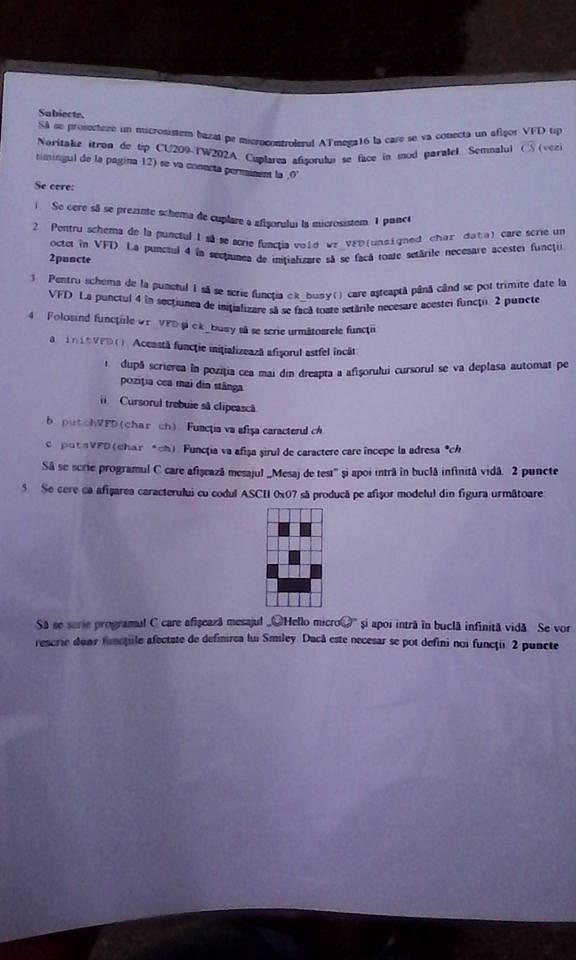 Subiecte.
Să se proiecteze un microsistem bazat pe microcontrolerul ATmega16 la care se va conecta un afişor VFD tip
Noritake itron de tip CU209-TW202A. Cuplarea afişorului se face în mod paralel. Semnalul CS (vezi
timingul de la pagina 12) se va conecta permanent la „0"
Se cere:
1 Se cere să se prezinte schema de cuplare a afişorului la microsistem. 1 punct
2 Pentru schema de la punctul 1 să se scrie funcţia void wr_VFD(unsigned char data) care scrie un
octet în VFD. La punctul 4 în secţiunea de iniţializare să se facă toate setările necesare acestei funcţii.
2puncte
3 Pentru schema de la punctul 1 să se scrie funcţia ck_busy() care aşteaptă până când se pot trimite date la
VFD. La punctul 4 în secţiunea de iniţializare să se facă toate setările necesare acestei funcţii. 2 puncte
4 Folosind funcţiile wr_VFD şi ck_busy să se scrie următoarele funcţii
a. initVFD(). Această funcţie iniţializează afişorul astfel încât:
i după scrierea în poziţia cea mai din dreapta a afişorului cursorul se va deplasa automat pe
poziţia cea mai din stânga.
ii. Cursorul trebuie să clipească.
b putchVFD(char ch). Funcţia va afişa caracterul ch.
c. putsVFD(char *ch). Funcţia va afişa şirul de caractere care începe la adresa *ch.
Să se scrie programul C care afişează mesajul „Mesaj de test" şi apoi intră în buclă infinită vidă. 2 puncte
5. Se cere ca afişarea caracterului cu codul ASCII 0x07 să producă pe afişor modelul din figura următoare:
Să se scrie programul C care afişează mesajul „☺Hello micro☺" şi apoi intră în buclă infinită vidă. Se vor
rescrie doar funcţiile afectate de definirea lui Smiley. Dacă este necesar se pot defini noi funcţii. 2 puncte